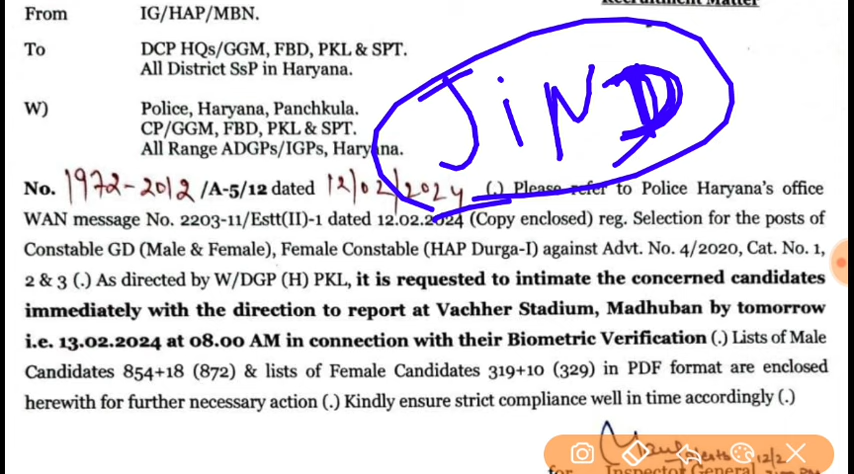 Recruitment Matter
From IG/HAP/MBN.
To DCP HQs/GGM, FBD, PKL & SPT.
All District SsP in Haryana.
W) Police, Haryana, Panchkula.
CP/GGM, FBD, PKL & SPT.
All Range ADGPs/IGPs, Haryana.
JiND
No. 1972-2012/A-5/12 dated 12/02/2024 (.) Please refer to Police Haryana's office
WAN message No. 2203-11/Estt(II)-1 dated 12.02.2024 (Copy enclosed) reg. Selection for the posts of
Constable GD (Male & Female), Female Constable (HAP Durga-I) against Advt. No. 4/2020, Cat. No. 1,
2 & 3 (.) As directed by W/DGP (H) PKL, it is requested to intimate the concerned candidates
immediately with the direction to report at Vachher Stadium, Madhuban by tomorrow
i.e. 13.02.2024 at 08.00 AM in connection with their Biometric Verification (.) Lists of Male
Candidates 854+18 (872) & lists of Female Candidates 319+10 (329) in PDF format are enclosed
herewith for further necessary action (.) Kindly ensure strict compliance well in time accordingly (.)
12/2
for Inspector General